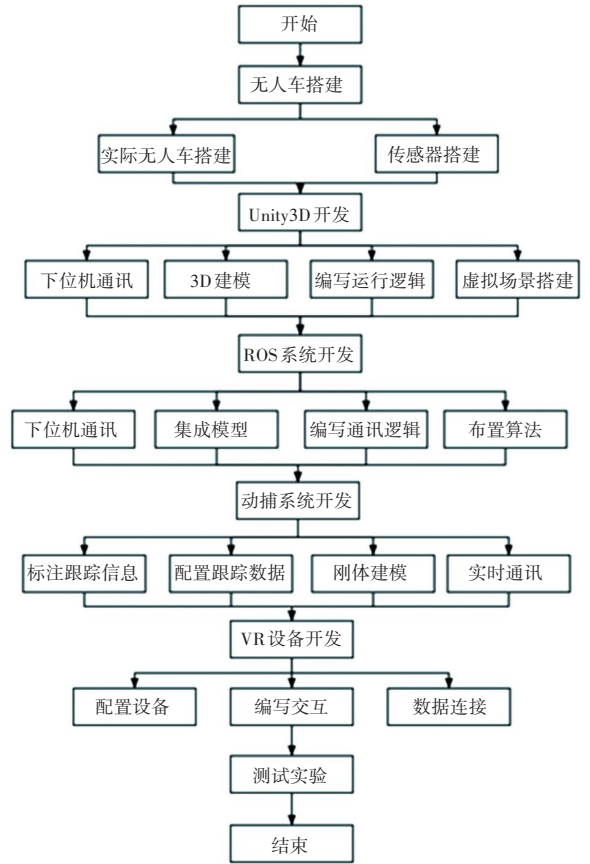 开始
无人车搭建
实际无人车搭建
传感器搭建
Unity3D开发
下位机通讯
3D建模
编写运行逻辑
虚拟场景搭建
ROS系统开发
下位机通讯
集成模型
编写通讯逻辑
布置算法
动捕系统开发
标注跟踪信息
配置跟踪数据
刚体建模
实时通讯
VR设备开发
配置设备
编写交互
数据连接
测试实验
结束